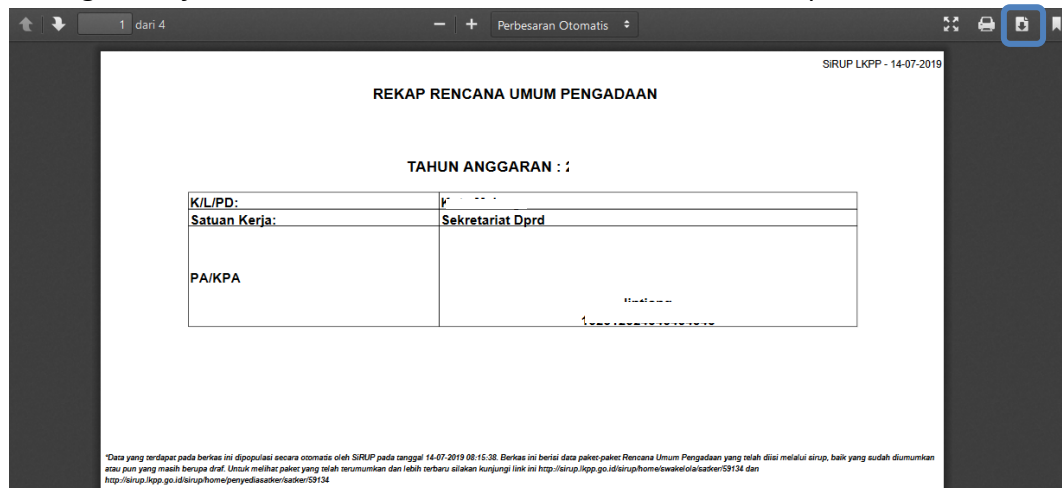 1 dari 4
Perbesaran Otomatis
SiRUP LKPP - 14-07-2019
REKAP RENCANA UMUM PENGADAAN
TAHUN ANGGARAN :
K/L/PD:
Satuan Kerja: Sekretariat Dprd
PA/KPA
*Data yang terdapat pada berkas ini dipopulasi secara otomatis oleh SiRUP pada tanggal 14-07-2019 08:15:38. Berkas ini berisi data paket-paket Rencana Umum Pengadaan yang telah diisi melalui sirup, baik yang sudah diumumkan
atau pun yang masih berupa draf. Untuk melihat paket yang telah terumumkan dan lebih terbaru silakan kunjungi link ini http://sirup.lkpp.go.id/sirup/home/swakelola/satker/59134 dan
http://sirup.lkpp.go.id/sirup/home/penyediasatker/satker/59134